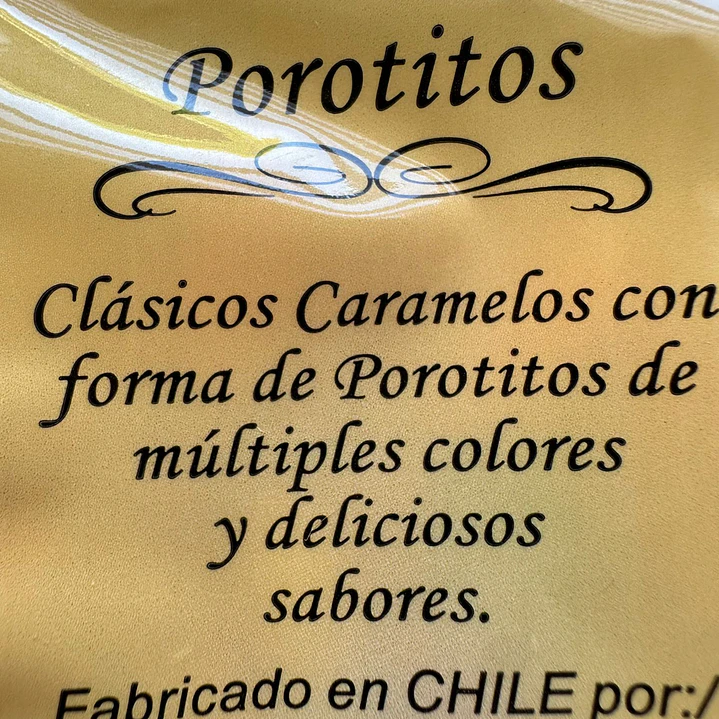 Porotitos
Clásicos Caramelos con
forma de Porotitos de
múltiples colores
y deliciosos
sabores.
Fabricado en CHILE por:/